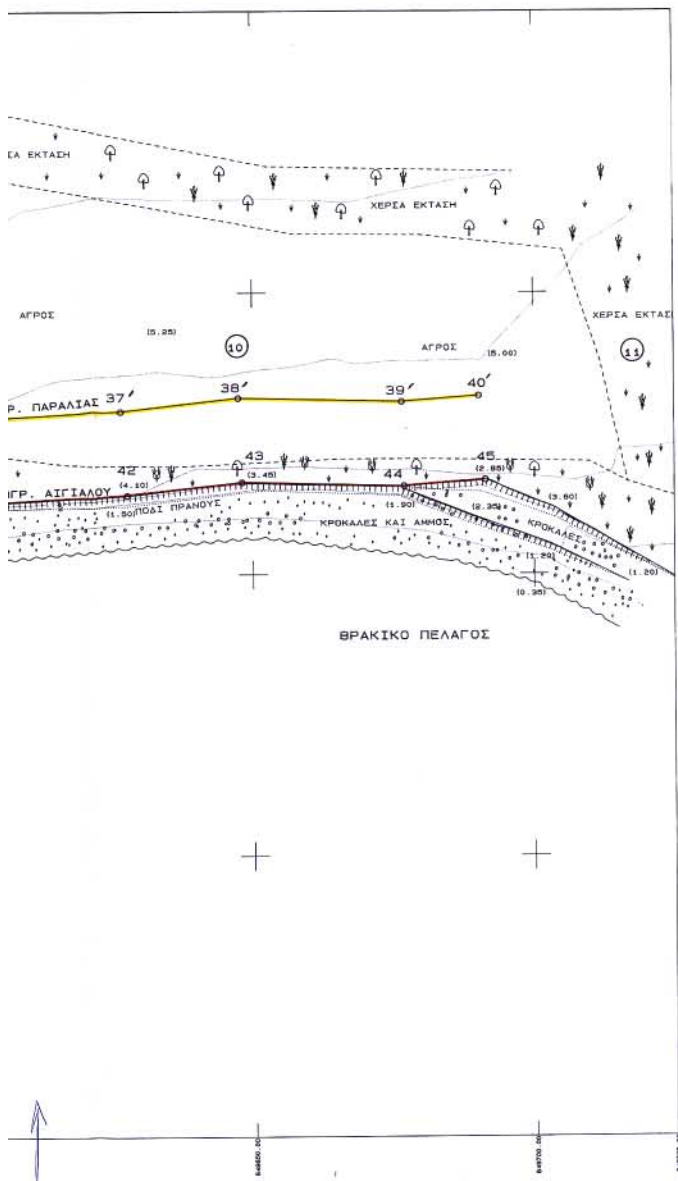 ΣΑ ΕΚΤΑΣΗ
ΧΕΡΣΑ ΕΚΤΑΣΗ
ΑΓΡΟΣ
(5.25)
10
ΑΓΡΟΣ
(5.00)
ΧΕΡΣΑ ΕΚΤΑΣ
11
ΓΡ. ΠΑΡΑΛΙΑΣ
37′
38′
39′
40′
42
43
44
45
(4.10)
(3.45)
(2.85)
(3.60)
ΓΡ. ΑΙΓΙΑΛΟΥ
(1.50)
ΠΟΔΙ ΠΡΑΝΟΥΣ
(1.90)
(2.35)
ΚΡΟΚΑΛΕΣ
ΚΡΟΚΑΛΕΣ ΚΑΙ ΑΜΜΟΣ
(1.20)
(1.20)
(0.35)
ΘΡΑΚΙΚΟ ΠΕΛΑΓΟΣ